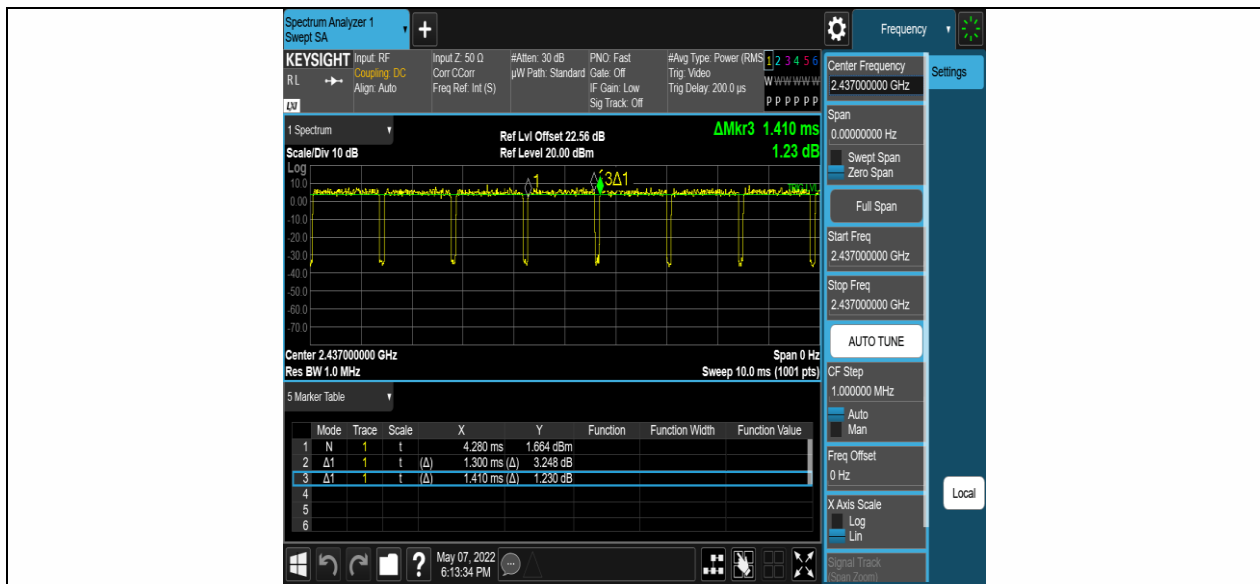 Spectrum Analyzer 1
Swept SA
+
Frequency
KEYSIGHT
RL
LXI
Input: RF
Coupling: DC
Align: Auto
Input Z: 50 Ω
Corr CCorr
Freq Ref: Int (S)
#Atten: 30 dB
µW Path: Standard
PNO: Fast
Gate: Off
IF Gain: Low
Sig Track: Off
#Avg Type: Power (RMS
Trig: Video
Trig Delay: 200.0 µs
1 2 3 4 5 6
W W W W W W
P P P P P P
1 Spectrum
Scale/Div 10 dB
Ref Lvl Offset 22.56 dB
Ref Level 20.00 dBm
ΔMkr3 1.410 ms
1.23 dB
Log
10.0
0.00
-10.0
-20.0
-30.0
-40.0
-50.0
-60.0
-70.0
1
3Δ1
Center 2.437000000 GHz
Res BW 1.0 MHz
Span 0 Hz
Sweep 10.0 ms (1001 pts)
5 Marker Table
Mode Trace Scale X Y Function Function Width Function Value
1 N 1 t 4.280 ms 1.664 dBm
2 Δ1 1 t (Δ) 1.300 ms (Δ) 3.248 dB
3 Δ1 1 t (Δ) 1.410 ms (Δ) 1.230 dB
4
5
6
?
May 07, 2022
6:13:34 PM
Center Frequency
2.437000000 GHz
Span
0.00000000 Hz
Swept Span
Zero Span
Full Span
Start Freq
2.437000000 GHz
Stop Freq
2.437000000 GHz
AUTO TUNE
CF Step
1.000000 MHz
Auto
Man
Freq Offset
0 Hz
X Axis Scale
Log
Lin
Signal Track
(Span Zoom)
Settings
Local